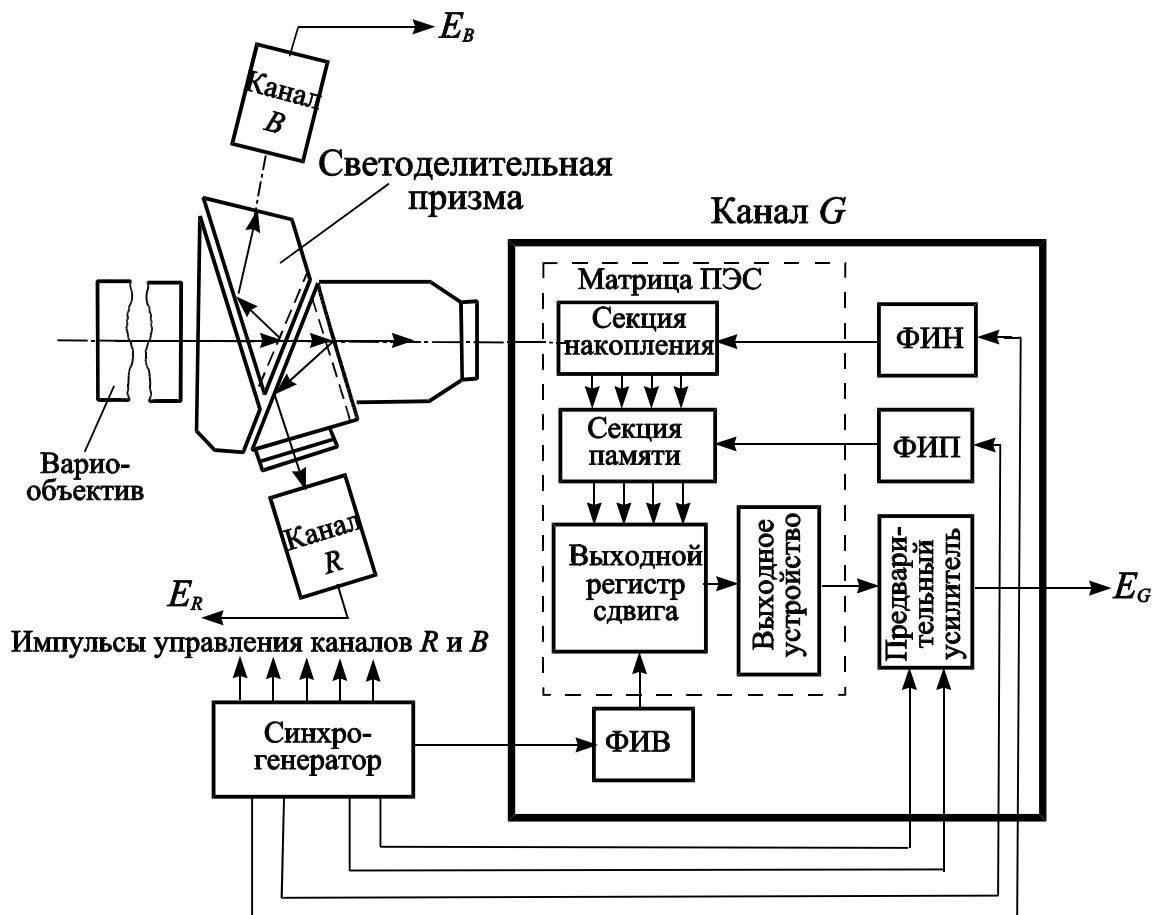 E_B
Канал
B
Светоделительная
призма
Канал G
Матрица ПЭС
Секция
накопления
ФИН
Секция
памяти
ФИП
Варио-
объектив
Канал
R
E_R
Выходной
регистр
сдвига
Выходное
устройство
Предвари-
тельный
усилитель
E_G
Импульсы управления каналов R и B
Синхро-
генератор
ФИВ